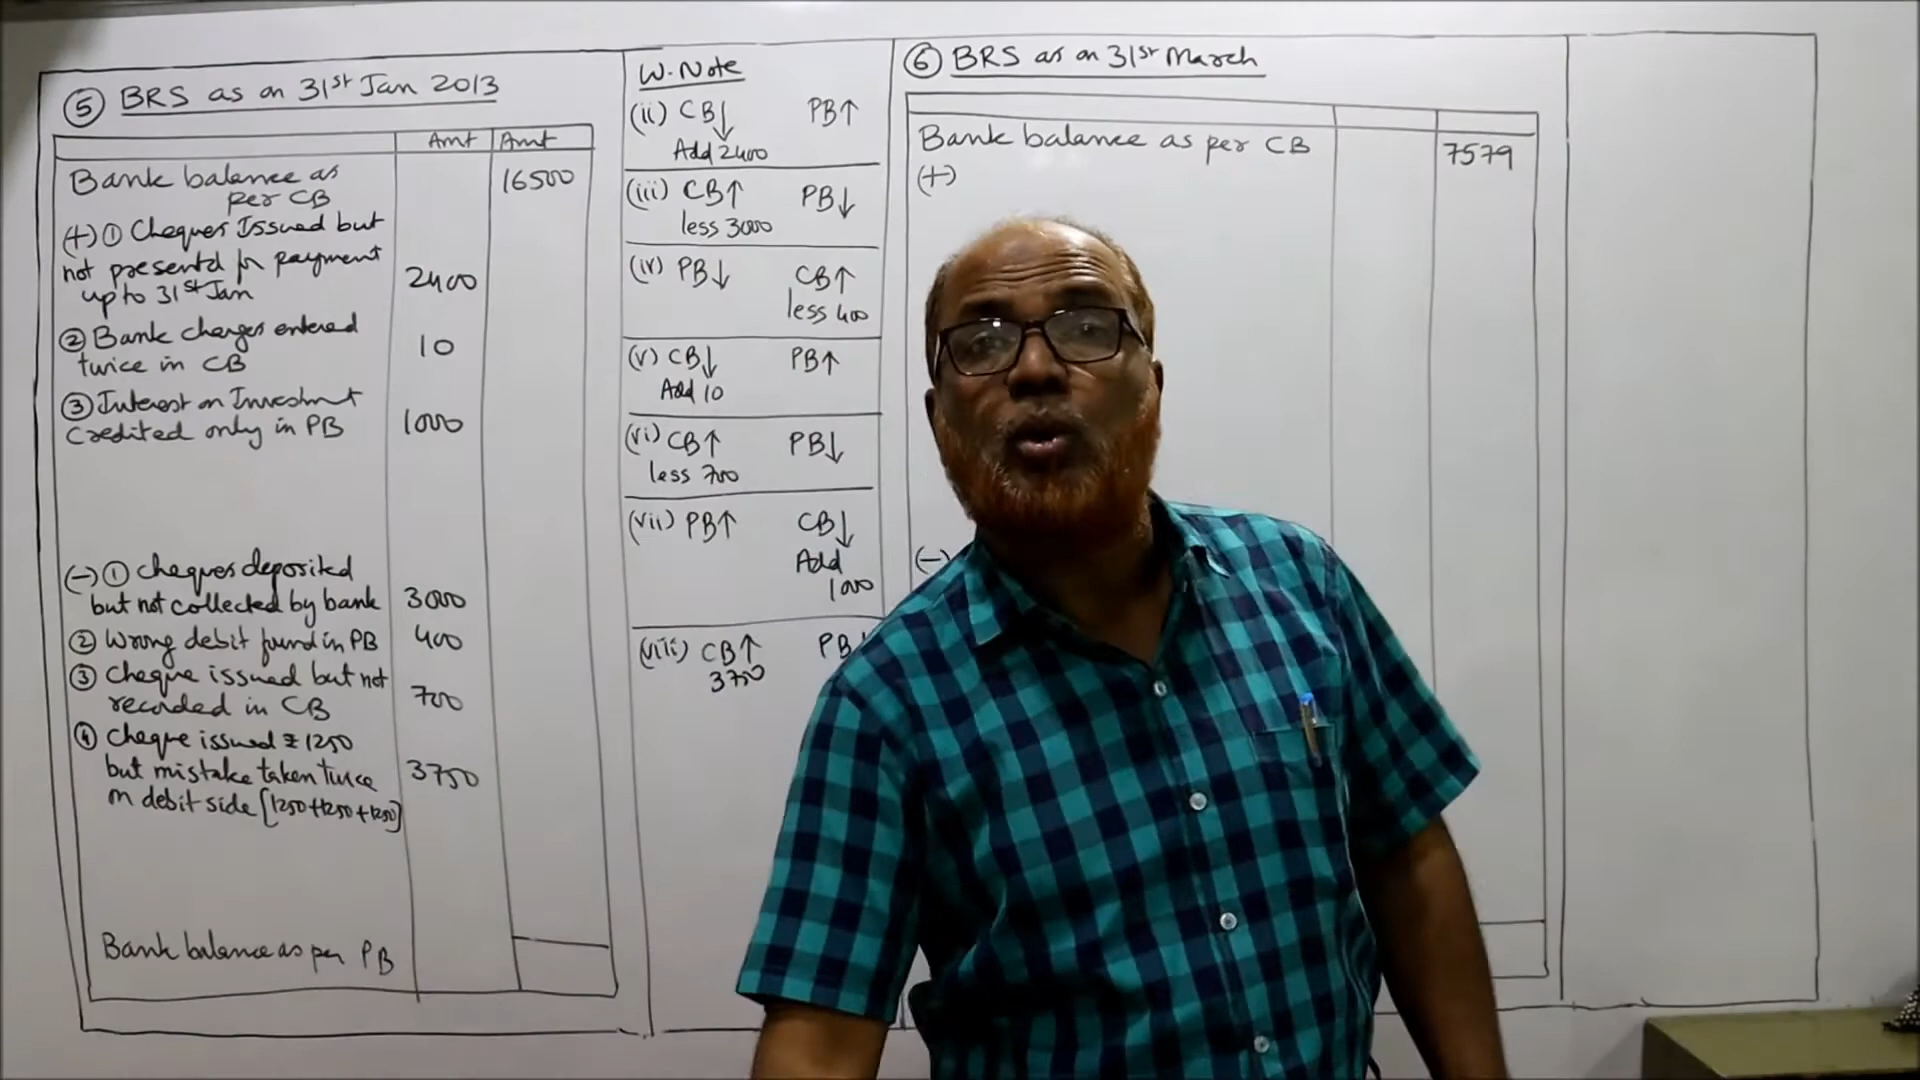 ⑤ BRS as on 31st Jan 2013
Amt Amt
Bank balance as
per CB 16500
(+) ① Cheques Issued but
not presentd for payment
upto 31st Jan 2400
② Bank charges entered
twice in CB 10
③ Interest on Investment
Credited only in PB 1000
(-) ① cheques deposited
but not collected by bank 3000
② Wrong debit found in PB 400
③ Cheque issued but not
recorded in CB 700
④ Cheque issued ₹ 1250
but mistake taken twice
on debit side [1250+1250+1250] 3750
Bank balance as per PB
W. Note
(ii) CB↓ PB↑
Add 2400
(iii) CB↑ PB↓
less 3000
(iv) PB↓ CB↑
less 400
(v) CB↓ PB↑
Add 10
(vi) CB↑ PB↓
less 700
(vii) PB↑ CB↓
Add
1000
(viii) CB↑ PB
3750
⑥ BRS as on 31st March
Bank balance as per CB 7579
(+)
(-)